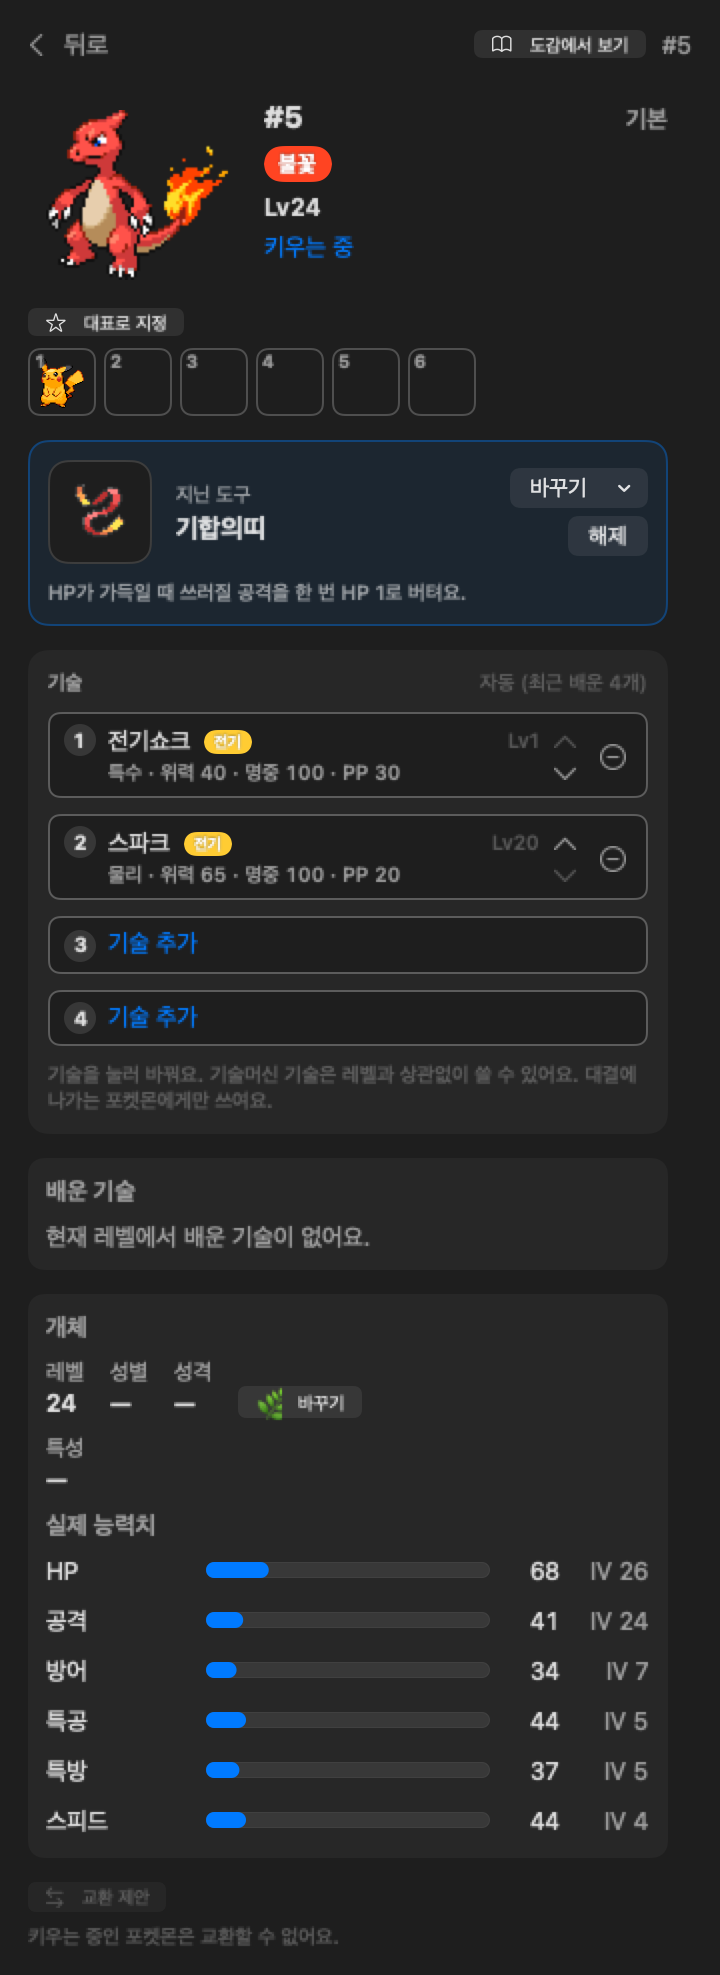 뒤로
도감에서 보기
#5
#5
기본
불꽃
Lv24
키우는 중
대표로 지정
1
2
3
4
5
6
지닌 도구
기합의띠
바꾸기
해제
HP가 가득일 때 쓰러질 공격을 한 번 HP 1로 버텨요.
기술
자동 (최근 배운 4개)
1 전기쇼크 전기 Lv1
특수 · 위력 40 · 명중 100 · PP 30
2 스파크 전기 Lv20
물리 · 위력 65 · 명중 100 · PP 20
3 기술 추가
4 기술 추가
기술을 눌러 바꿔요. 기술머신 기술은 레벨과 상관없이 쓸 수 있어요. 대결에
나가는 포켓몬에게만 쓰여요.
배운 기술
현재 레벨에서 배운 기술이 없어요.
개체
레벨 성별 성격
24 — — 바꾸기
특성
—
실제 능력치
HP 68 IV 26
공격 41 IV 24
방어 34 IV 7
특공 44 IV 5
특방 37 IV 5
스피드 44 IV 4
교환 제안
키우는 중인 포켓몬은 교환할 수 없어요.